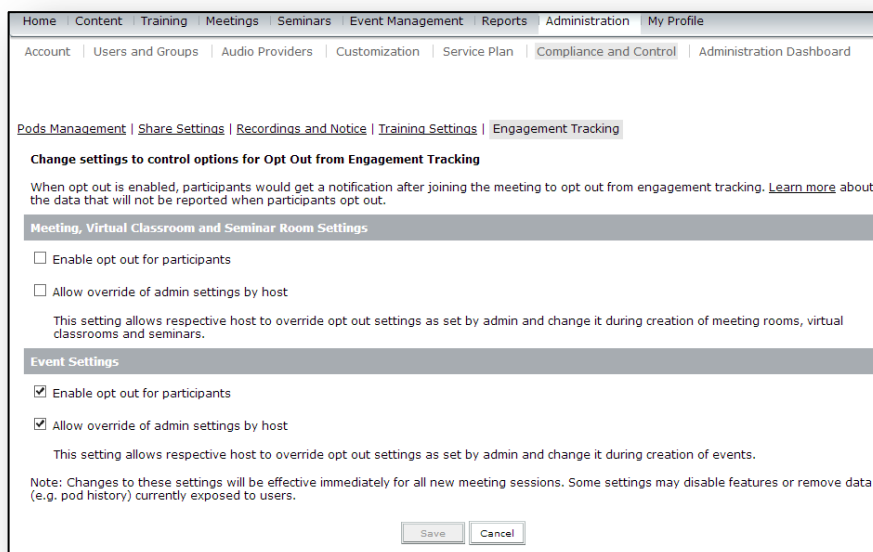 Home | Content | Training | Meetings | Seminars | Event Management | Reports | Administration | My Profile
Account | Users and Groups | Audio Providers | Customization | Service Plan | Compliance and Control | Administration Dashboard
Pods Management | Share Settings | Recordings and Notice | Training Settings | Engagement Tracking
Change settings to control options for Opt Out from Engagement Tracking
When opt out is enabled, participants would get a notification after joining the meeting to opt out from engagement tracking. Learn more about
the data that will not be reported when participants opt out.
Meeting, Virtual Classroom and Seminar Room Settings
Enable opt out for participants
Allow override of admin settings by host
This setting allows respective host to override opt out settings as set by admin and change it during creation of meeting rooms, virtual
classrooms and seminars.
Event Settings
Enable opt out for participants
Allow override of admin settings by host
This setting allows respective host to override opt out settings as set by admin and change it during creation of events.
Note: Changes to these settings will be effective immediately for all new meeting sessions. Some settings may disable features or remove data
(e.g. pod history) currently exposed to users.
Save Cancel